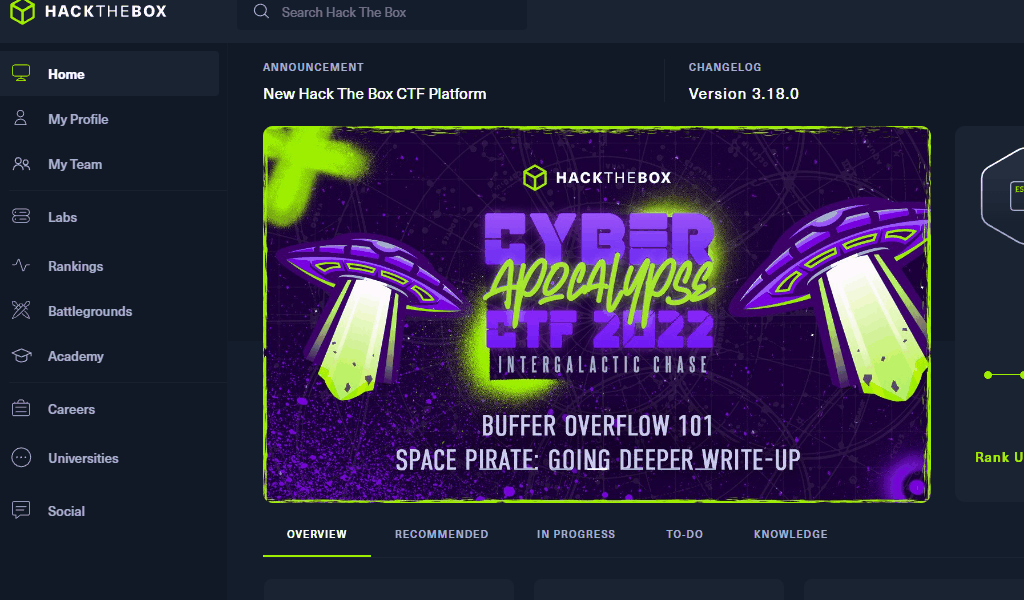 HACKTHEBOX
Search Hack The Box
Home
My Profile
My Team
Labs
Rankings
Battlegrounds
Academy
Careers
Universities
Social
ANNOUNCEMENT
New Hack The Box CTF Platform
CHANGELOG
Version 3.18.0
HACKTHEBOX
CYBER
APOCALYPSE
CTF 2022
INTERGALACTIC CHASE
BUFFER OVERFLOW 101
SPACE PIRATE: GOING DEEPER WRITE-UP
ES
Rank U
OVERVIEW
RECOMMENDED
IN PROGRESS
TO-DO
KNOWLEDGE